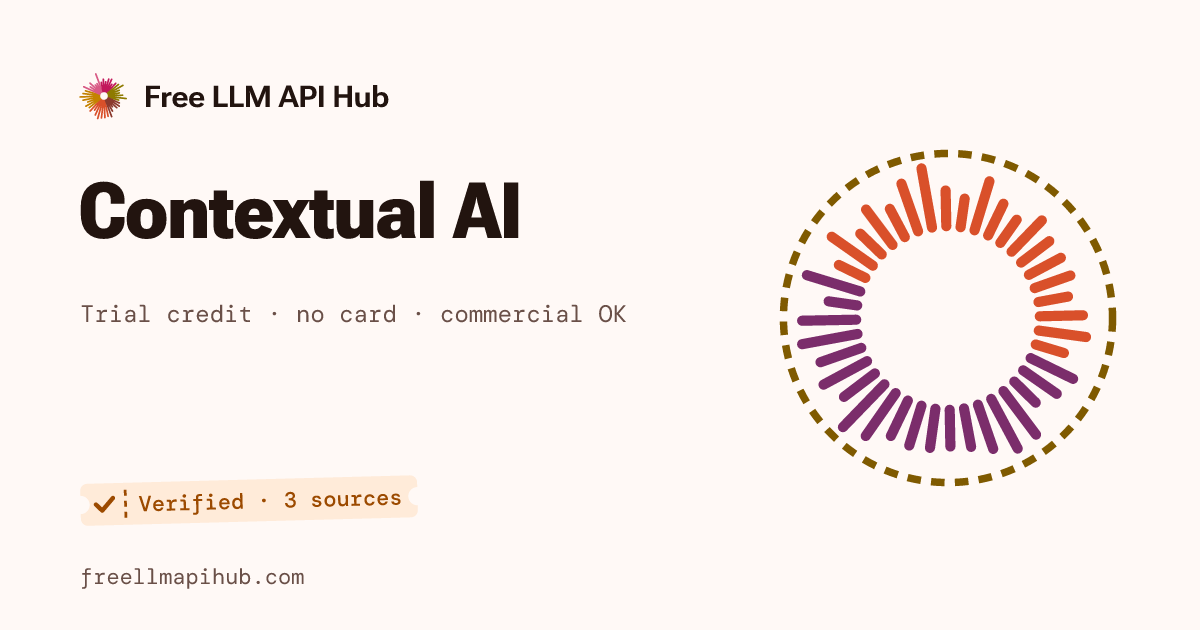 Free LLM API Hub
Contextual AI
Trial credit · no card · commercial OK
Verified · 3 sources
freellmapihub.com